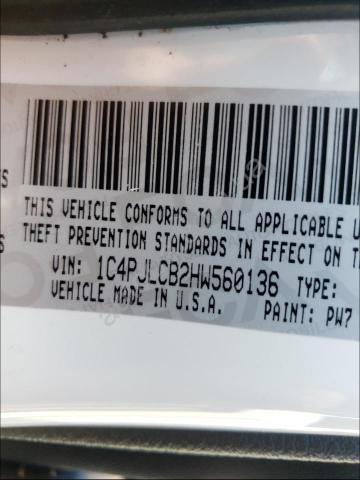 THIS VEHICLE CONFORMS TO ALL APPLICABLE U
THEFT PREVENTION STANDARDS IN EFFECT ON T
VIN: 1C4PJLCB2HW560136 TYPE:
VEHICLE MADE IN U.S.A. PAINT: PW7